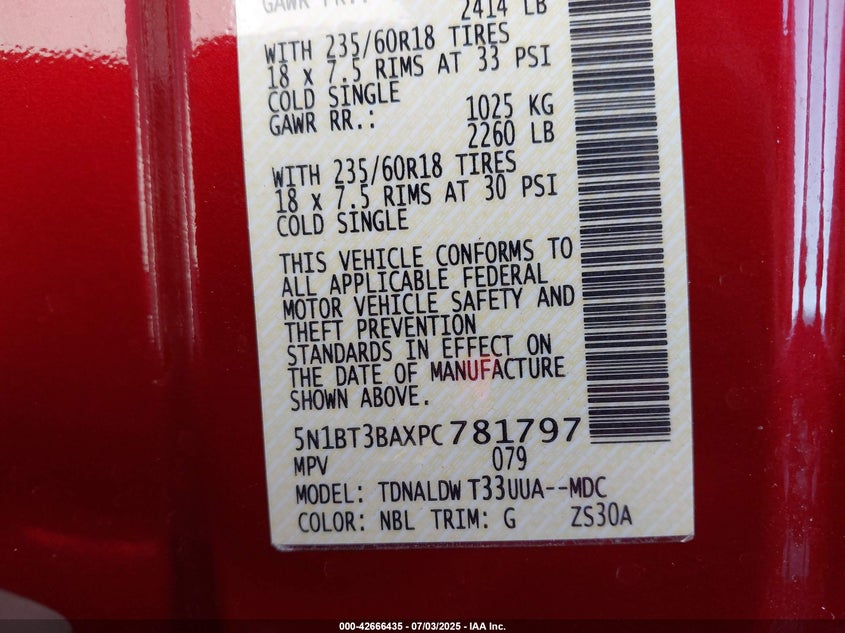 GAWR FRT.: 2414 LB
WITH 235/60R18 TIRES
18 x 7.5 RIMS AT 33 PSI
COLD SINGLE
GAWR RR.: 1025 KG
2260 LB
WITH 235/60R18 TIRES
18 x 7.5 RIMS AT 30 PSI
COLD SINGLE
THIS VEHICLE CONFORMS TO
ALL APPLICABLE FEDERAL
MOTOR VEHICLE SAFETY AND
THEFT PREVENTION
STANDARDS IN EFFECT ON
THE DATE OF MANUFACTURE
SHOWN ABOVE.
5N1BT3BAXPC781797
MPV 079
MODEL: TDNALDW T33UUA--MDC
COLOR: NBL TRIM: G ZS30A
000-42666435 - 07/03/2025 - IAA Inc.